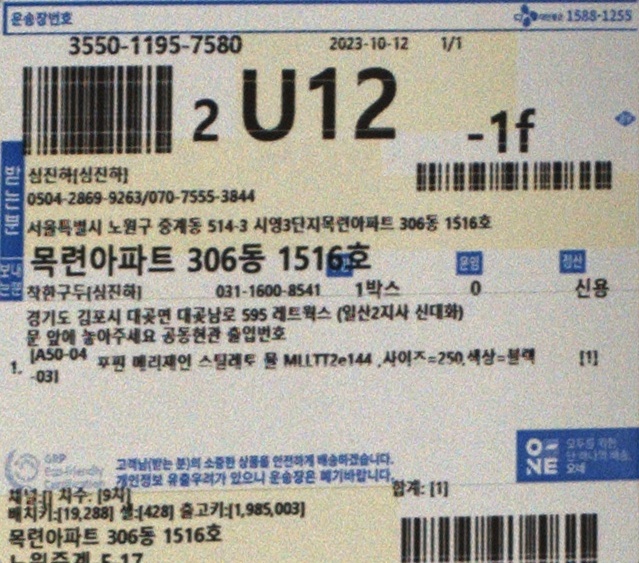 운송장번호
대한통운 1588-1255
3550-1195-7580 2023-10-12 1/1
2 U12 -1f
받는분
심진하[심진하]
0504-2869-9263/070-7555-3844
서울특별시 노원구 중계동 514-3 시영3단지목련아파트 306동 1516호
목련아파트 306동 1516호
보내는 운임 정산
착한구두(심진하) 031-1600-8541 1박스 0 신용
경기도 김포시 대곶면 대곶남로 595 레트웍스 (일산2지사 신대화)
문 앞에 놓아주세요 공동현관 출입번호
1. [A50-04-03] 포핀 메리제인 스틸레토 물 MLLTT2e144 ,사이즈=250,색상=블랙 [1]
GRP
Eco-Friendly
고객님(받는 분)의 소중한 상품을 안전하게 배송하겠습니다.
개인정보 유출우려가 있으니 운송장은 폐기바랍니다.
O-NE 모두를 위한 단 하나의 배송, 오네
채널:[] 차수: [9차] 합계: [1]
배치키:[19,288] 셀:[428] 출고키:[1,985,003]
목련아파트 306동 1516호
노원중계 F-17